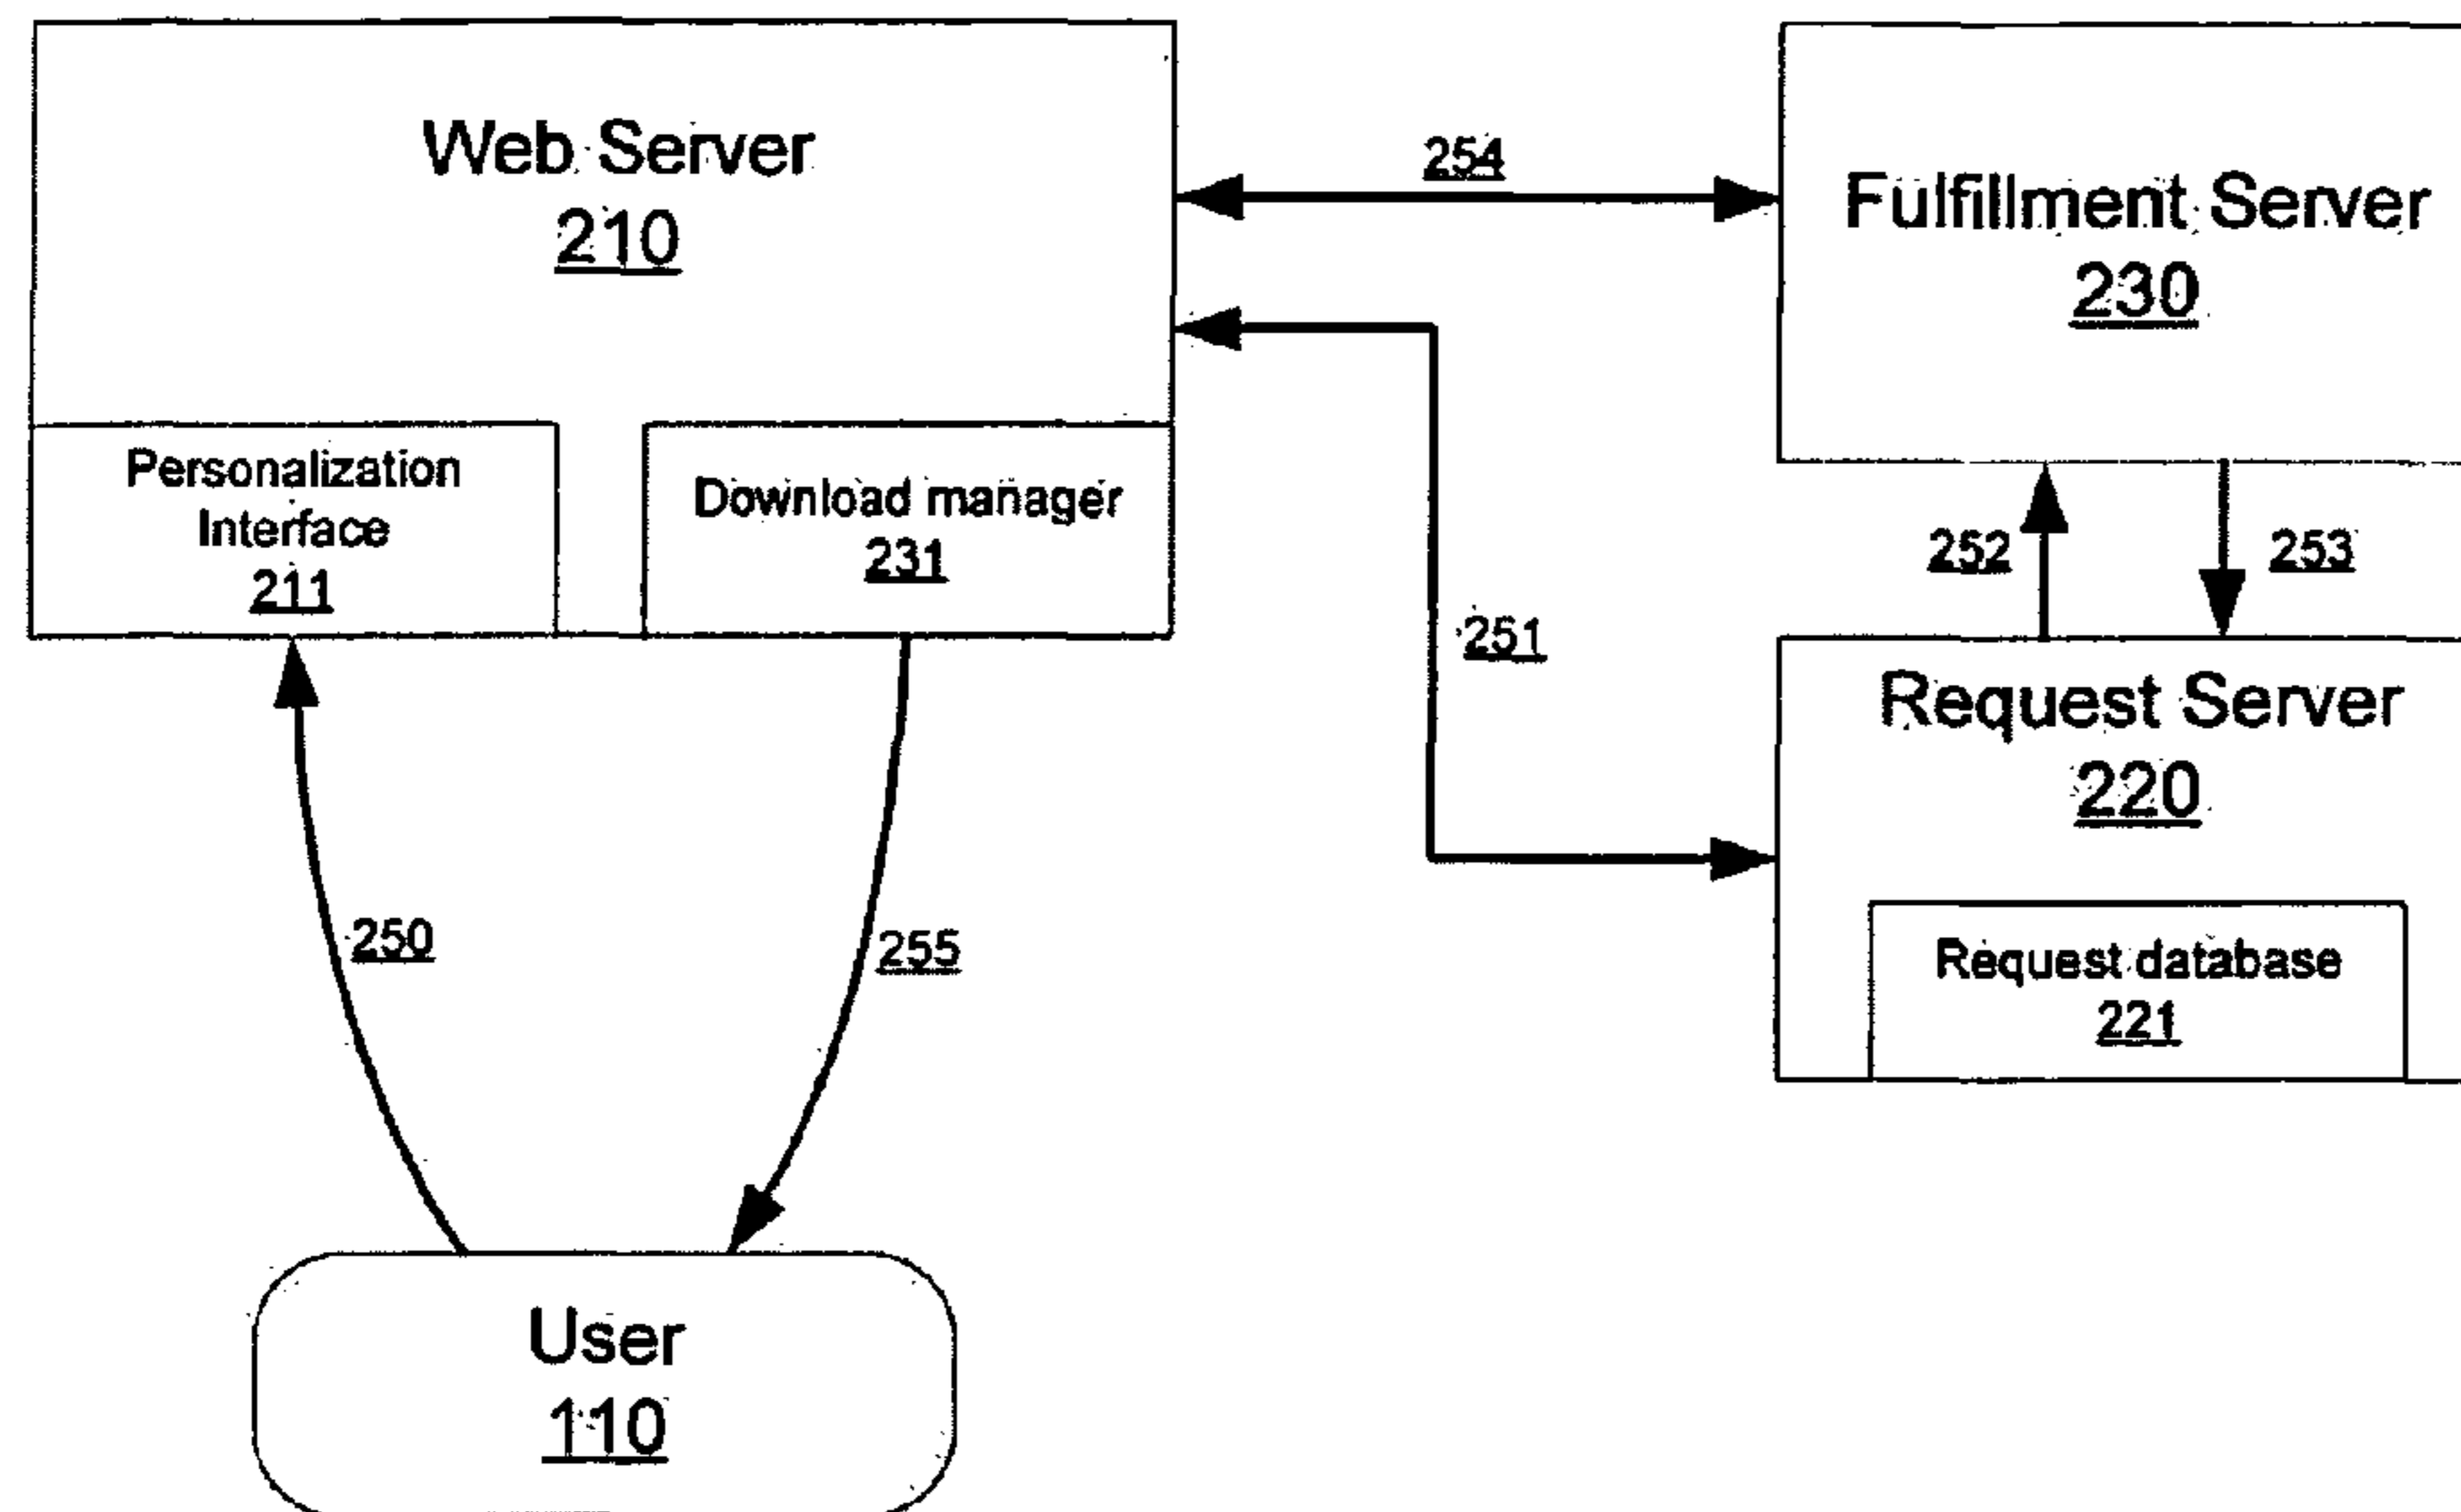 Web Server
210
Personalization
Interface
211
Download manager
231
254
Fulfillment Server
230
252
253
251
Request Server
220
Request database
221
250
255
User
110